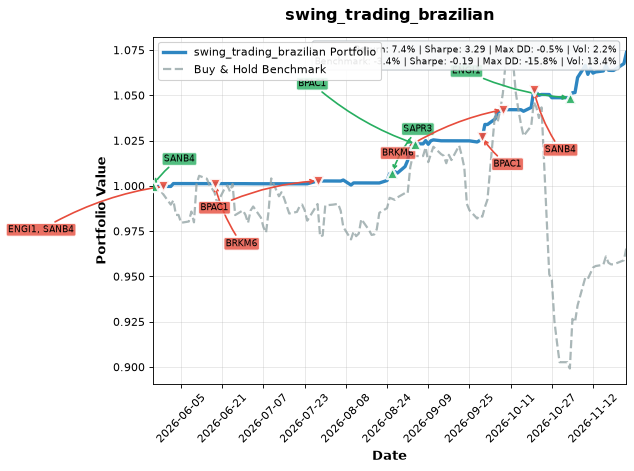 swing_trading_brazilian
swing_trading_brazilian Portfolio
Buy & Hold Benchmark
7.4% | Sharpe: 3.29 | Max DD: -0.5% | Vol: 2.2%
| Sharpe: -0.19 | Max DD: -15.8% | Vol: 13.4%
BPAC1
ENGI1
SAPR3
BRKM6
SANB4
SANB4
BPAC1
BPAC1
ENGI1, SANB4
BRKM6
Portfolio Value
1.075
1.050
1.025
1.000
0.975
0.950
0.925
0.900
2026-06-05
2026-06-21
2026-07-07
2026-07-23
2026-08-08
2026-08-24
2026-09-09
2026-09-25
2026-10-11
2026-10-27
2026-11-12
Date